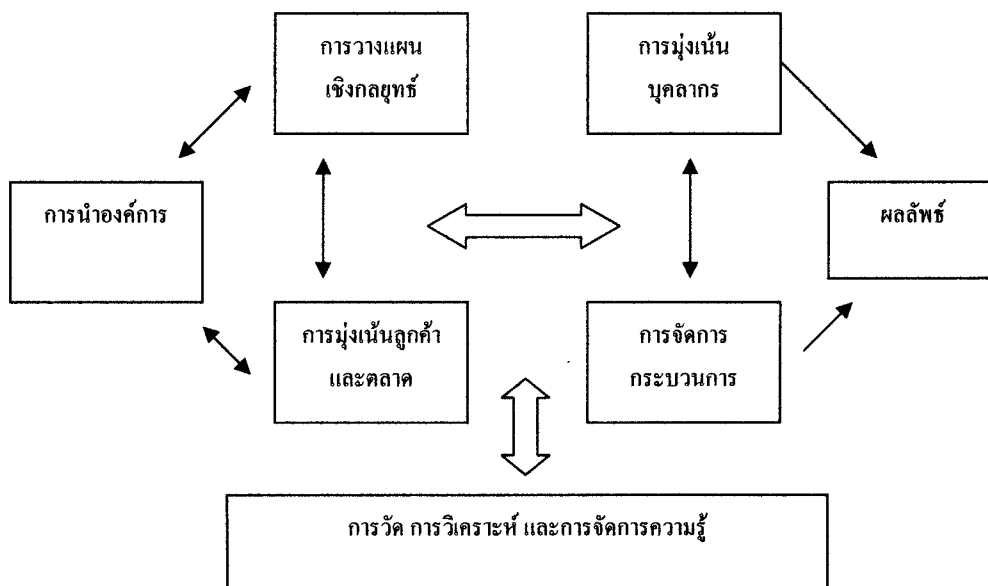 การวางแผน
เชิงกลยุทธ์
การมุ่งเน้น
บุคลากร
การนำองค์การ
ผลลัพธ์
การมุ่งเน้นลูกค้า
และตลาด
การจัดการ
กระบวนการ
การวัด การวิเคราะห์ และการจัดการความรู้